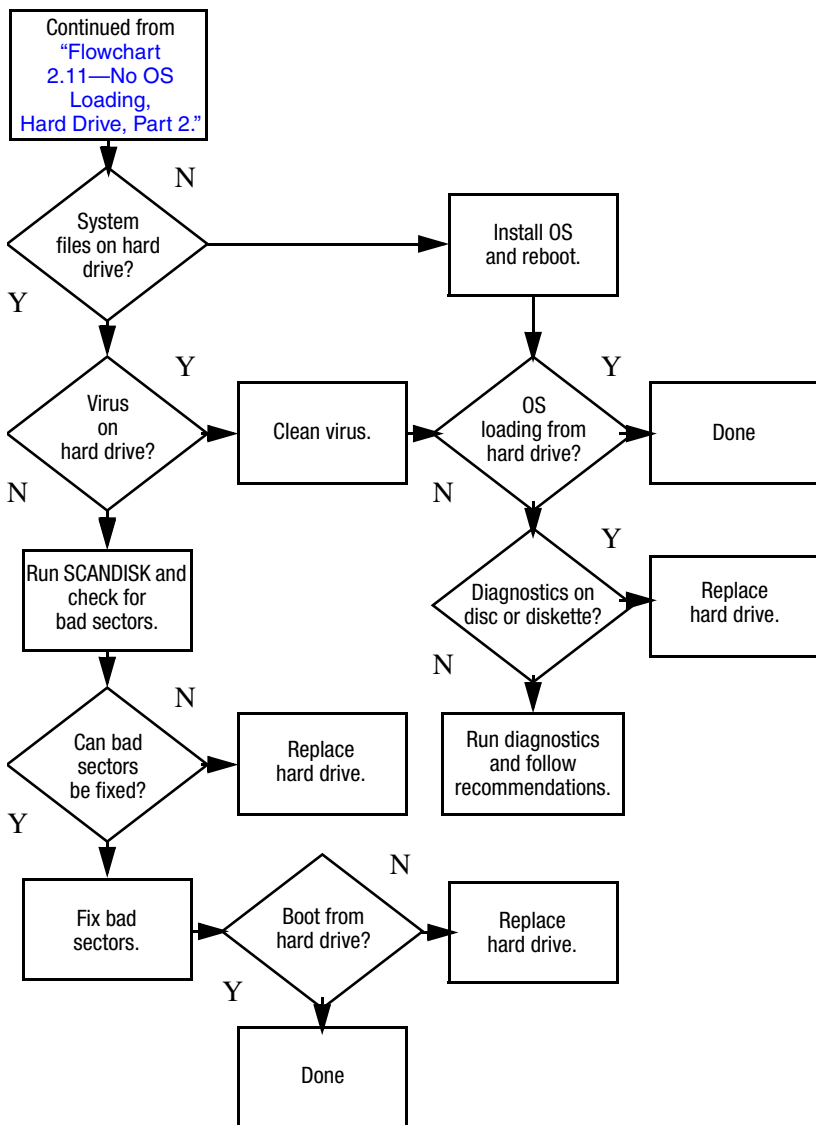 Continued from
“Flowchart
2.11—No OS
Loading,
Hard Drive, Part 2.”
N
System
files on hard
drive?
Install OS
and reboot.
Y
Y
Virus
on
hard drive?
Clean virus.
OS
loading from
hard drive?
Y
Done
N
N
Run SCANDISK and
check for
bad sectors.
Diagnostics on
disc or diskette?
Y
Replace
hard drive.
N
N
Can bad
sectors
be fixed?
Replace
hard drive.
Run diagnostics
and follow
recommendations.
Y
Fix bad
sectors.
Boot from
hard drive?
N
Replace
hard drive.
Y
Done